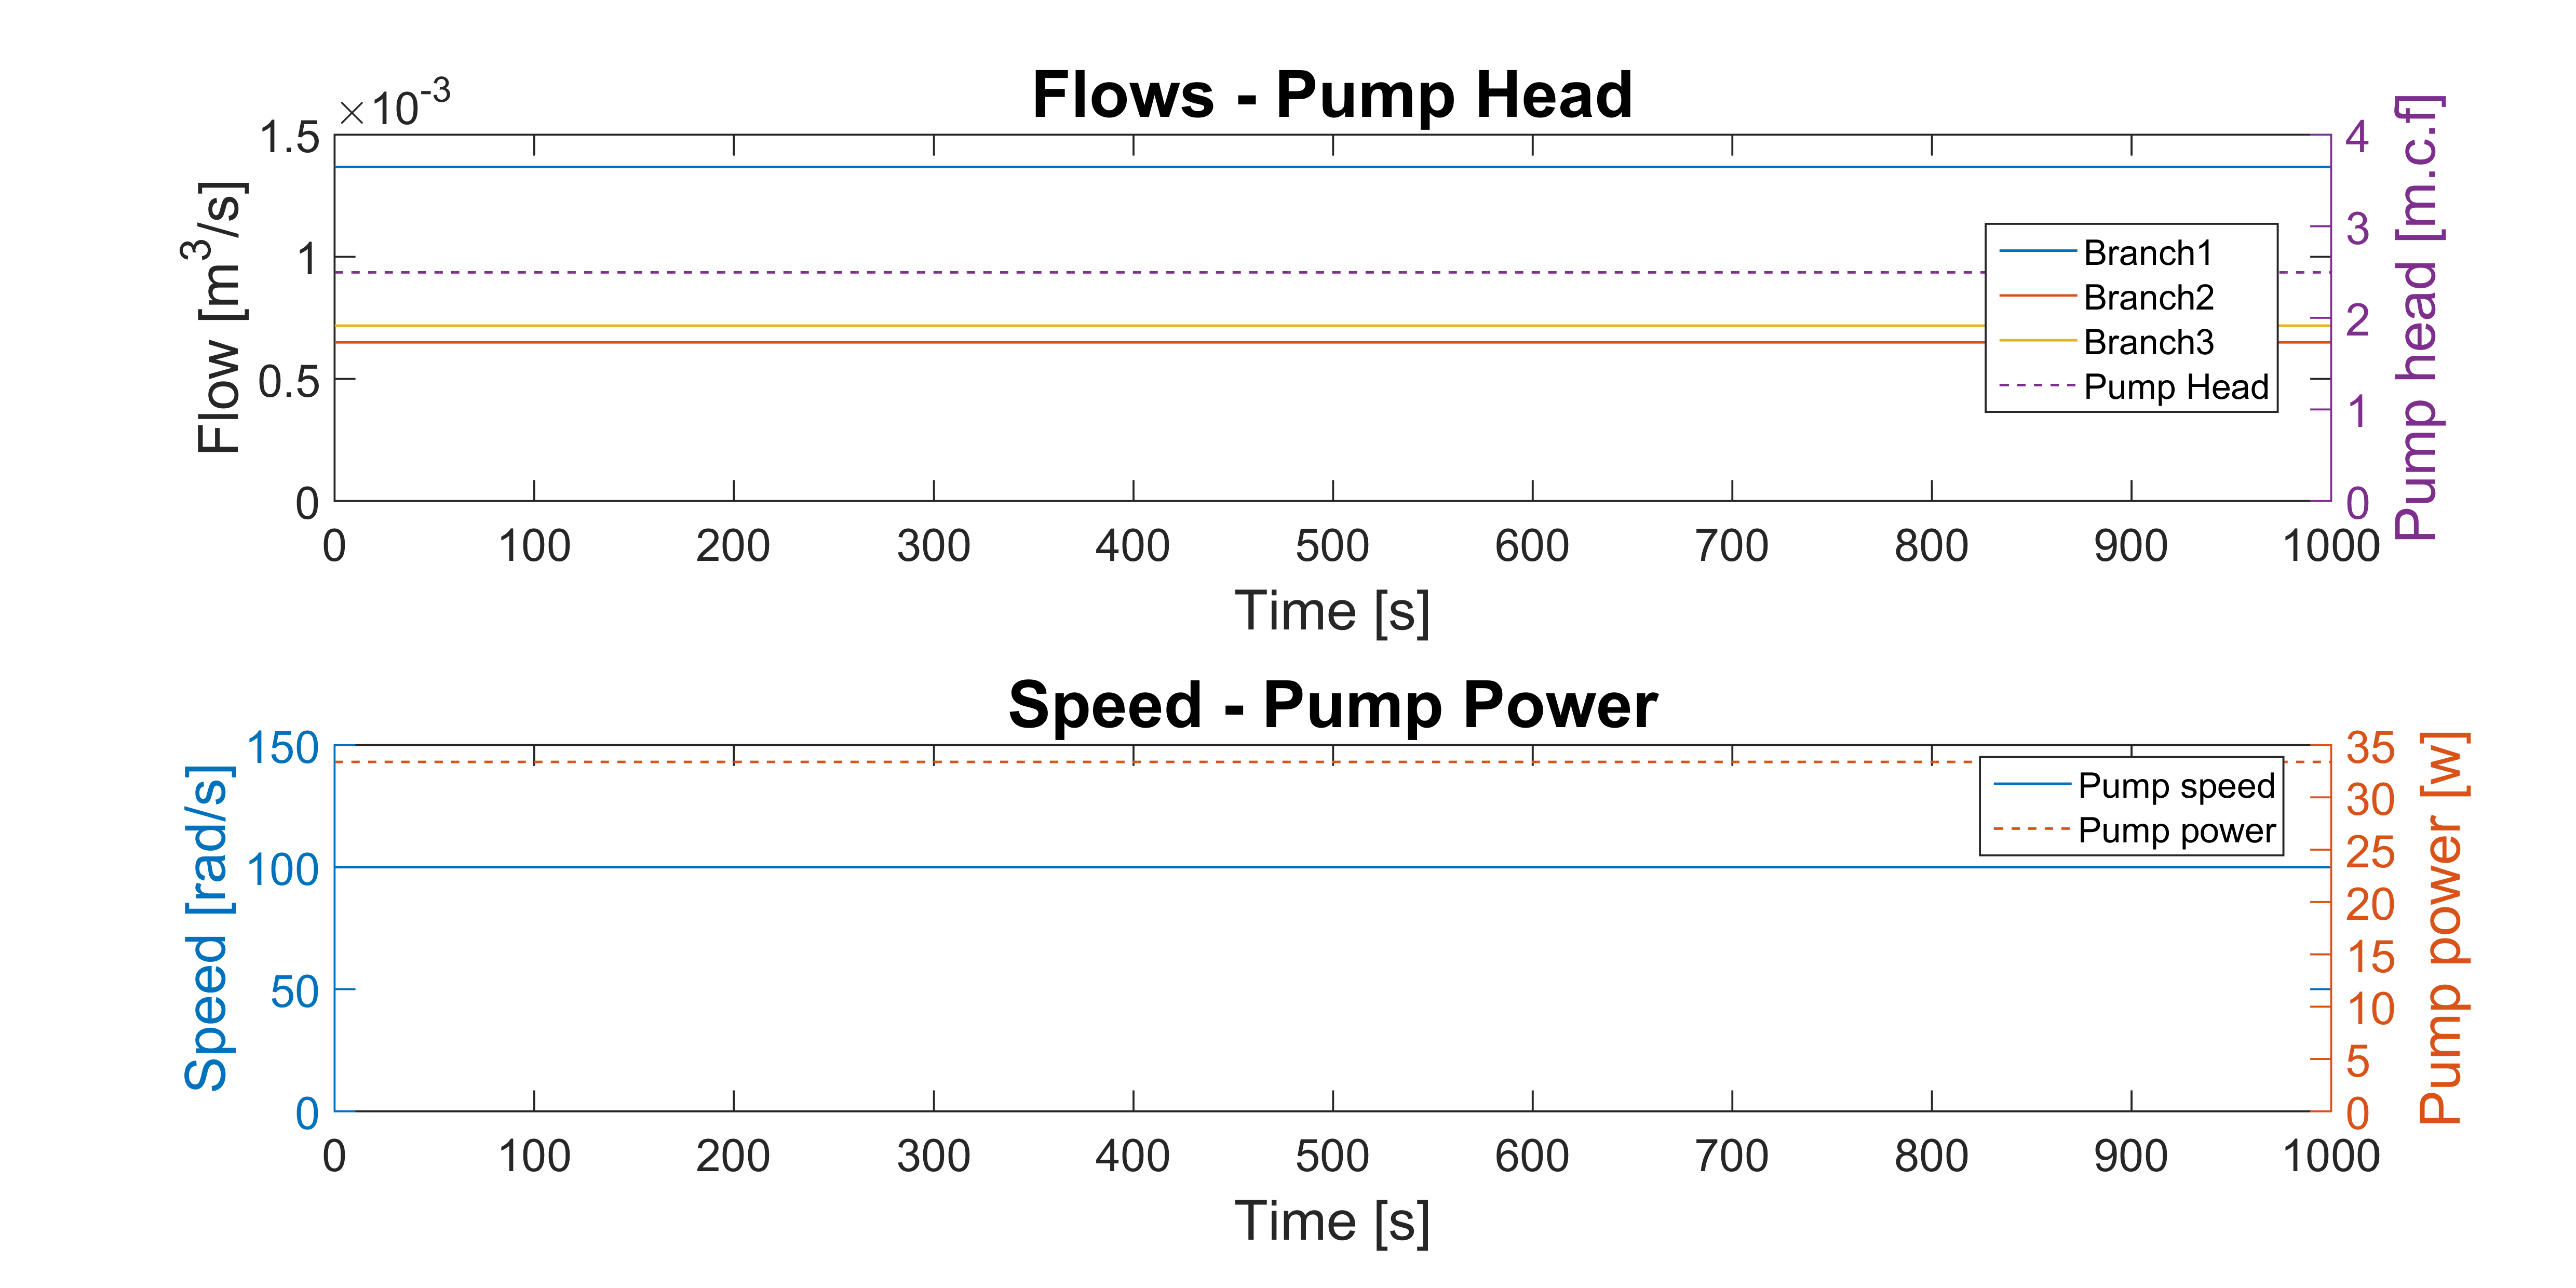 Flows - Pump Head
×10⁻³
1.5
1
0.5
0
Flow [m³/s]
4
3
2
1
0
Pump head [m.c.f]
Branch1
Branch2
Branch3
Pump Head
0 100 200 300 400 500 600 700 800 900 1000
Time [s]
Speed - Pump Power
150
100
50
0
Speed [rad/s]
35
30
25
20
15
10
5
0
Pump power [w]
Pump speed
Pump power
0 100 200 300 400 500 600 700 800 900 1000
Time [s]